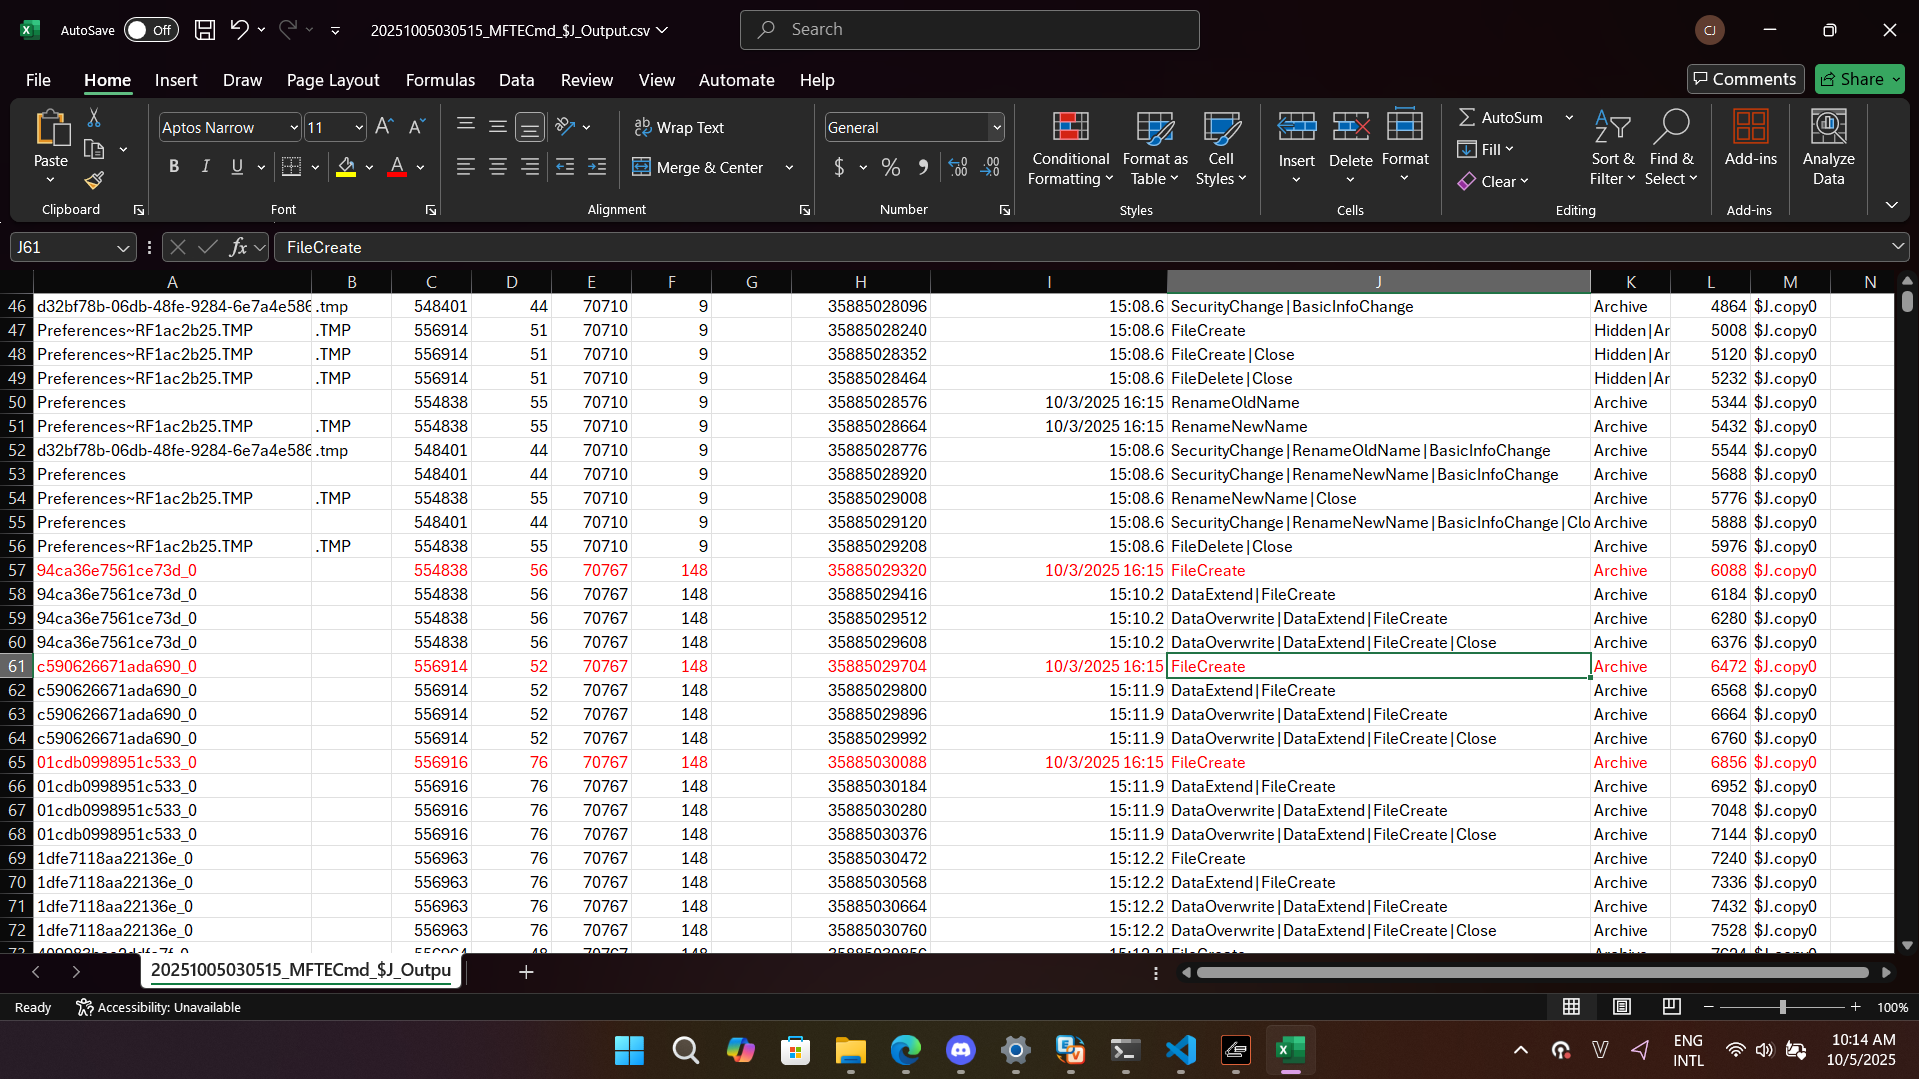 AutoSave Off 20251005030515_MFTECmd_$J_Output.csv Search CJ
File Home Insert Draw Page Layout Formulas Data Review View Automate Help Comments Share
Paste Aptos Narrow 11 Wrap Text General Conditional Formatting Format as Table Cell Styles Insert Delete Format AutoSum Sort & Filter Find & Select Add-ins Analyze Data
B I U A Merge & Center $ % Fill Clear
Clipboard Font Alignment Number Styles Cells Editing Add-ins
J61 fx FileCreate
A B C D E F G H I J K L M N
46 d32bf78b-06db-48fe-9284-6e7a4e586 .tmp 548401 44 70710 9 35885028096 15:08.6 SecurityChange|BasicInfoChange Archive 4864 $J.copy0
47 Preferences~RF1ac2b25.TMP .TMP 556914 51 70710 9 35885028240 15:08.6 FileCreate Hidden|Ar 5008 $J.copy0
48 Preferences~RF1ac2b25.TMP .TMP 556914 51 70710 9 35885028352 15:08.6 FileCreate|Close Hidden|Ar 5120 $J.copy0
49 Preferences~RF1ac2b25.TMP .TMP 556914 51 70710 9 35885028464 15:08.6 FileDelete|Close Hidden|Ar 5232 $J.copy0
50 Preferences 554838 55 70710 9 35885028576 10/3/2025 16:15 RenameOldName Archive 5344 $J.copy0
51 Preferences~RF1ac2b25.TMP .TMP 554838 55 70710 9 35885028664 10/3/2025 16:15 RenameNewName Archive 5432 $J.copy0
52 d32bf78b-06db-48fe-9284-6e7a4e586 .tmp 548401 44 70710 9 35885028776 15:08.6 SecurityChange|RenameOldName|BasicInfoChange Archive 5544 $J.copy0
53 Preferences 548401 44 70710 9 35885028920 15:08.6 SecurityChange|RenameNewName|BasicInfoChange Archive 5688 $J.copy0
54 Preferences~RF1ac2b25.TMP .TMP 554838 55 70710 9 35885029008 15:08.6 RenameNewName|Close Archive 5776 $J.copy0
55 Preferences 548401 44 70710 9 35885029120 15:08.6 SecurityChange|RenameNewName|BasicInfoChange|Clo Archive 5888 $J.copy0
56 Preferences~RF1ac2b25.TMP .TMP 554838 55 70710 9 35885029208 15:08.6 FileDelete|Close Archive 5976 $J.copy0
57 94ca36e7561ce73d_0 554838 56 70767 148 35885029320 10/3/2025 16:15 FileCreate Archive 6088 $J.copy0
58 94ca36e7561ce73d_0 554838 56 70767 148 35885029416 15:10.2 DataExtend|FileCreate Archive 6184 $J.copy0
59 94ca36e7561ce73d_0 554838 56 70767 148 35885029512 15:10.2 DataOverwrite|DataExtend|FileCreate Archive 6280 $J.copy0
60 94ca36e7561ce73d_0 554838 56 70767 148 35885029608 15:10.2 DataOverwrite|DataExtend|FileCreate|Close Archive 6376 $J.copy0
61 c590626671ada690_0 556914 52 70767 148 35885029704 10/3/2025 16:15 FileCreate Archive 6472 $J.copy0
62 c590626671ada690_0 556914 52 70767 148 35885029800 15:11.9 DataExtend|FileCreate Archive 6568 $J.copy0
63 c590626671ada690_0 556914 52 70767 148 35885029896 15:11.9 DataOverwrite|DataExtend|FileCreate Archive 6664 $J.copy0
64 c590626671ada690_0 556914 52 70767 148 35885029992 15:11.9 DataOverwrite|DataExtend|FileCreate|Close Archive 6760 $J.copy0
65 01cdb0998951c533_0 556916 76 70767 148 35885030088 10/3/2025 16:15 FileCreate Archive 6856 $J.copy0
66 01cdb0998951c533_0 556916 76 70767 148 35885030184 15:11.9 DataExtend|FileCreate Archive 6952 $J.copy0
67 01cdb0998951c533_0 556916 76 70767 148 35885030280 15:11.9 DataOverwrite|DataExtend|FileCreate Archive 7048 $J.copy0
68 01cdb0998951c533_0 556916 76 70767 148 35885030376 15:11.9 DataOverwrite|DataExtend|FileCreate|Close Archive 7144 $J.copy0
69 1dfe7118aa22136e_0 556963 76 70767 148 35885030472 15:12.2 FileCreate Archive 7240 $J.copy0
70 1dfe7118aa22136e_0 556963 76 70767 148 35885030568 15:12.2 DataExtend|FileCreate Archive 7336 $J.copy0
71 1dfe7118aa22136e_0 556963 76 70767 148 35885030664 15:12.2 DataOverwrite|DataExtend|FileCreate Archive 7432 $J.copy0
72 1dfe7118aa22136e_0 556963 76 70767 148 35885030760 15:12.2 DataOverwrite|DataExtend|FileCreate|Close Archive 7528 $J.copy0
20251005030515_MFTECmd_$J_Outpu
Ready Accessibility: Unavailable 100%
ENG INTL 10:14 AM
10/5/2025